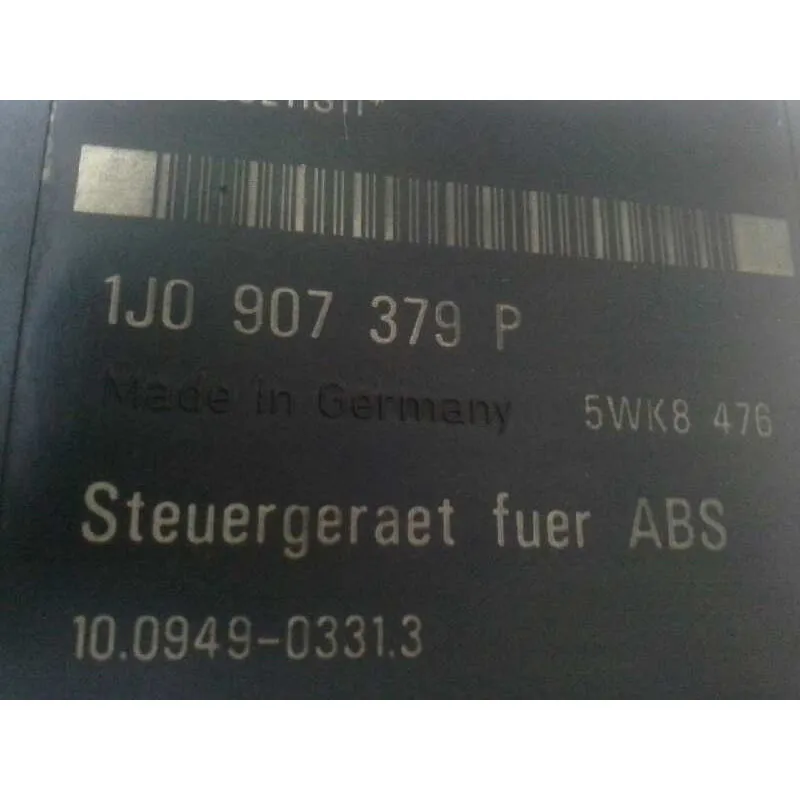 1J0 907 379 P
Made in Germany 5WK8 476
Steuergeraet fuer ABS
10.0949-0331.3